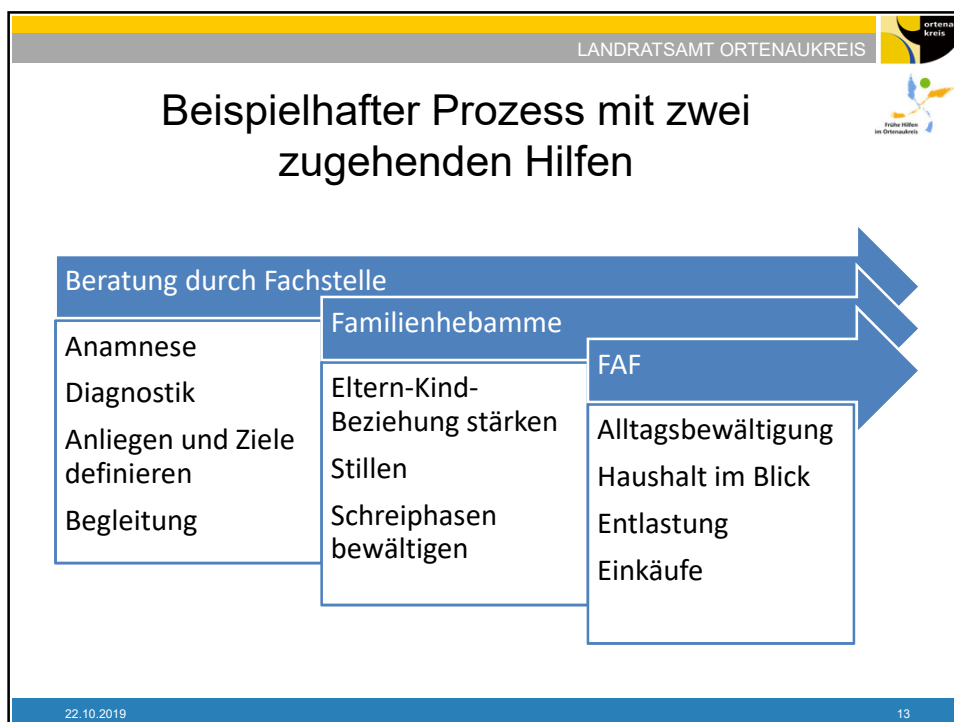 LANDRATSAMT ORTENAUKREIS
ortenau
kreis
Frühe Hilfen
im Ortenaukreis
Beispielhafter Prozess mit zwei
zugehenden Hilfen
Beratung durch Fachstelle
Anamnese
Diagnostik
Anliegen und Ziele
definieren
Begleitung
Familienhebamme
Eltern-Kind-
Beziehung stärken
Stillen
Schreiphasen
bewältigen
FAF
Alltagsbewältigung
Haushalt im Blick
Entlastung
Einkäufe
22.10.2019
13